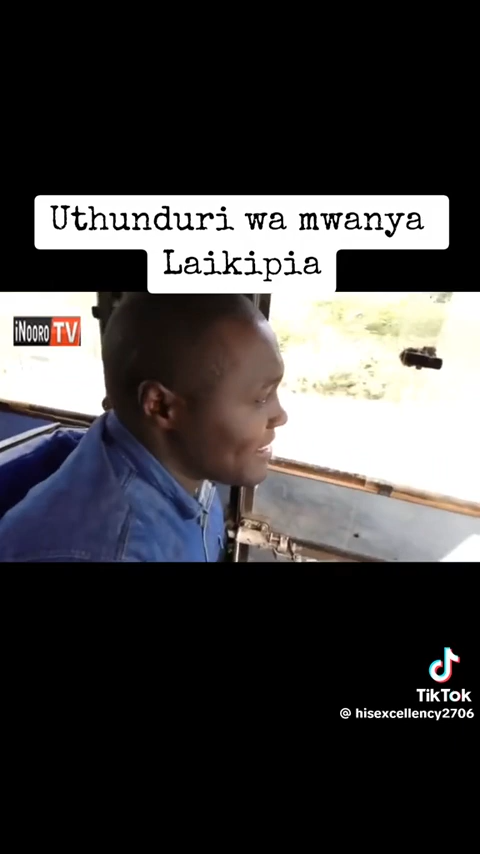 Uthunduri wa mwanya
Laikipia
iNOORO TV
TikTok
@ hisexcellency2706